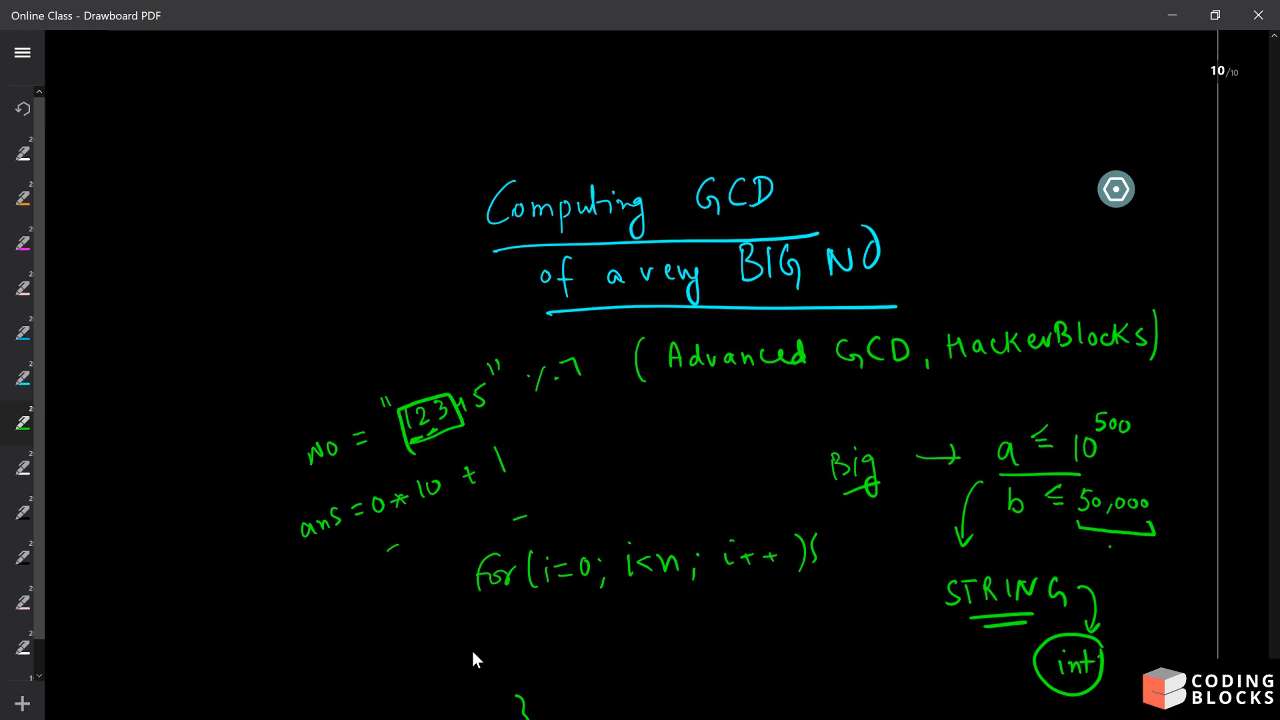 Online Class - Drawboard PDF
10/10
Computing GCD
of a very BIG NO
(Advanced GCD, HackerBlocks)
No = "12345" %7
ans = 0*10 + 1
for(i=0; i<n; i++){
}
Big → a ≤ 10^500
b ≤ 50,000
STRING
int
CODING
BLOCKS